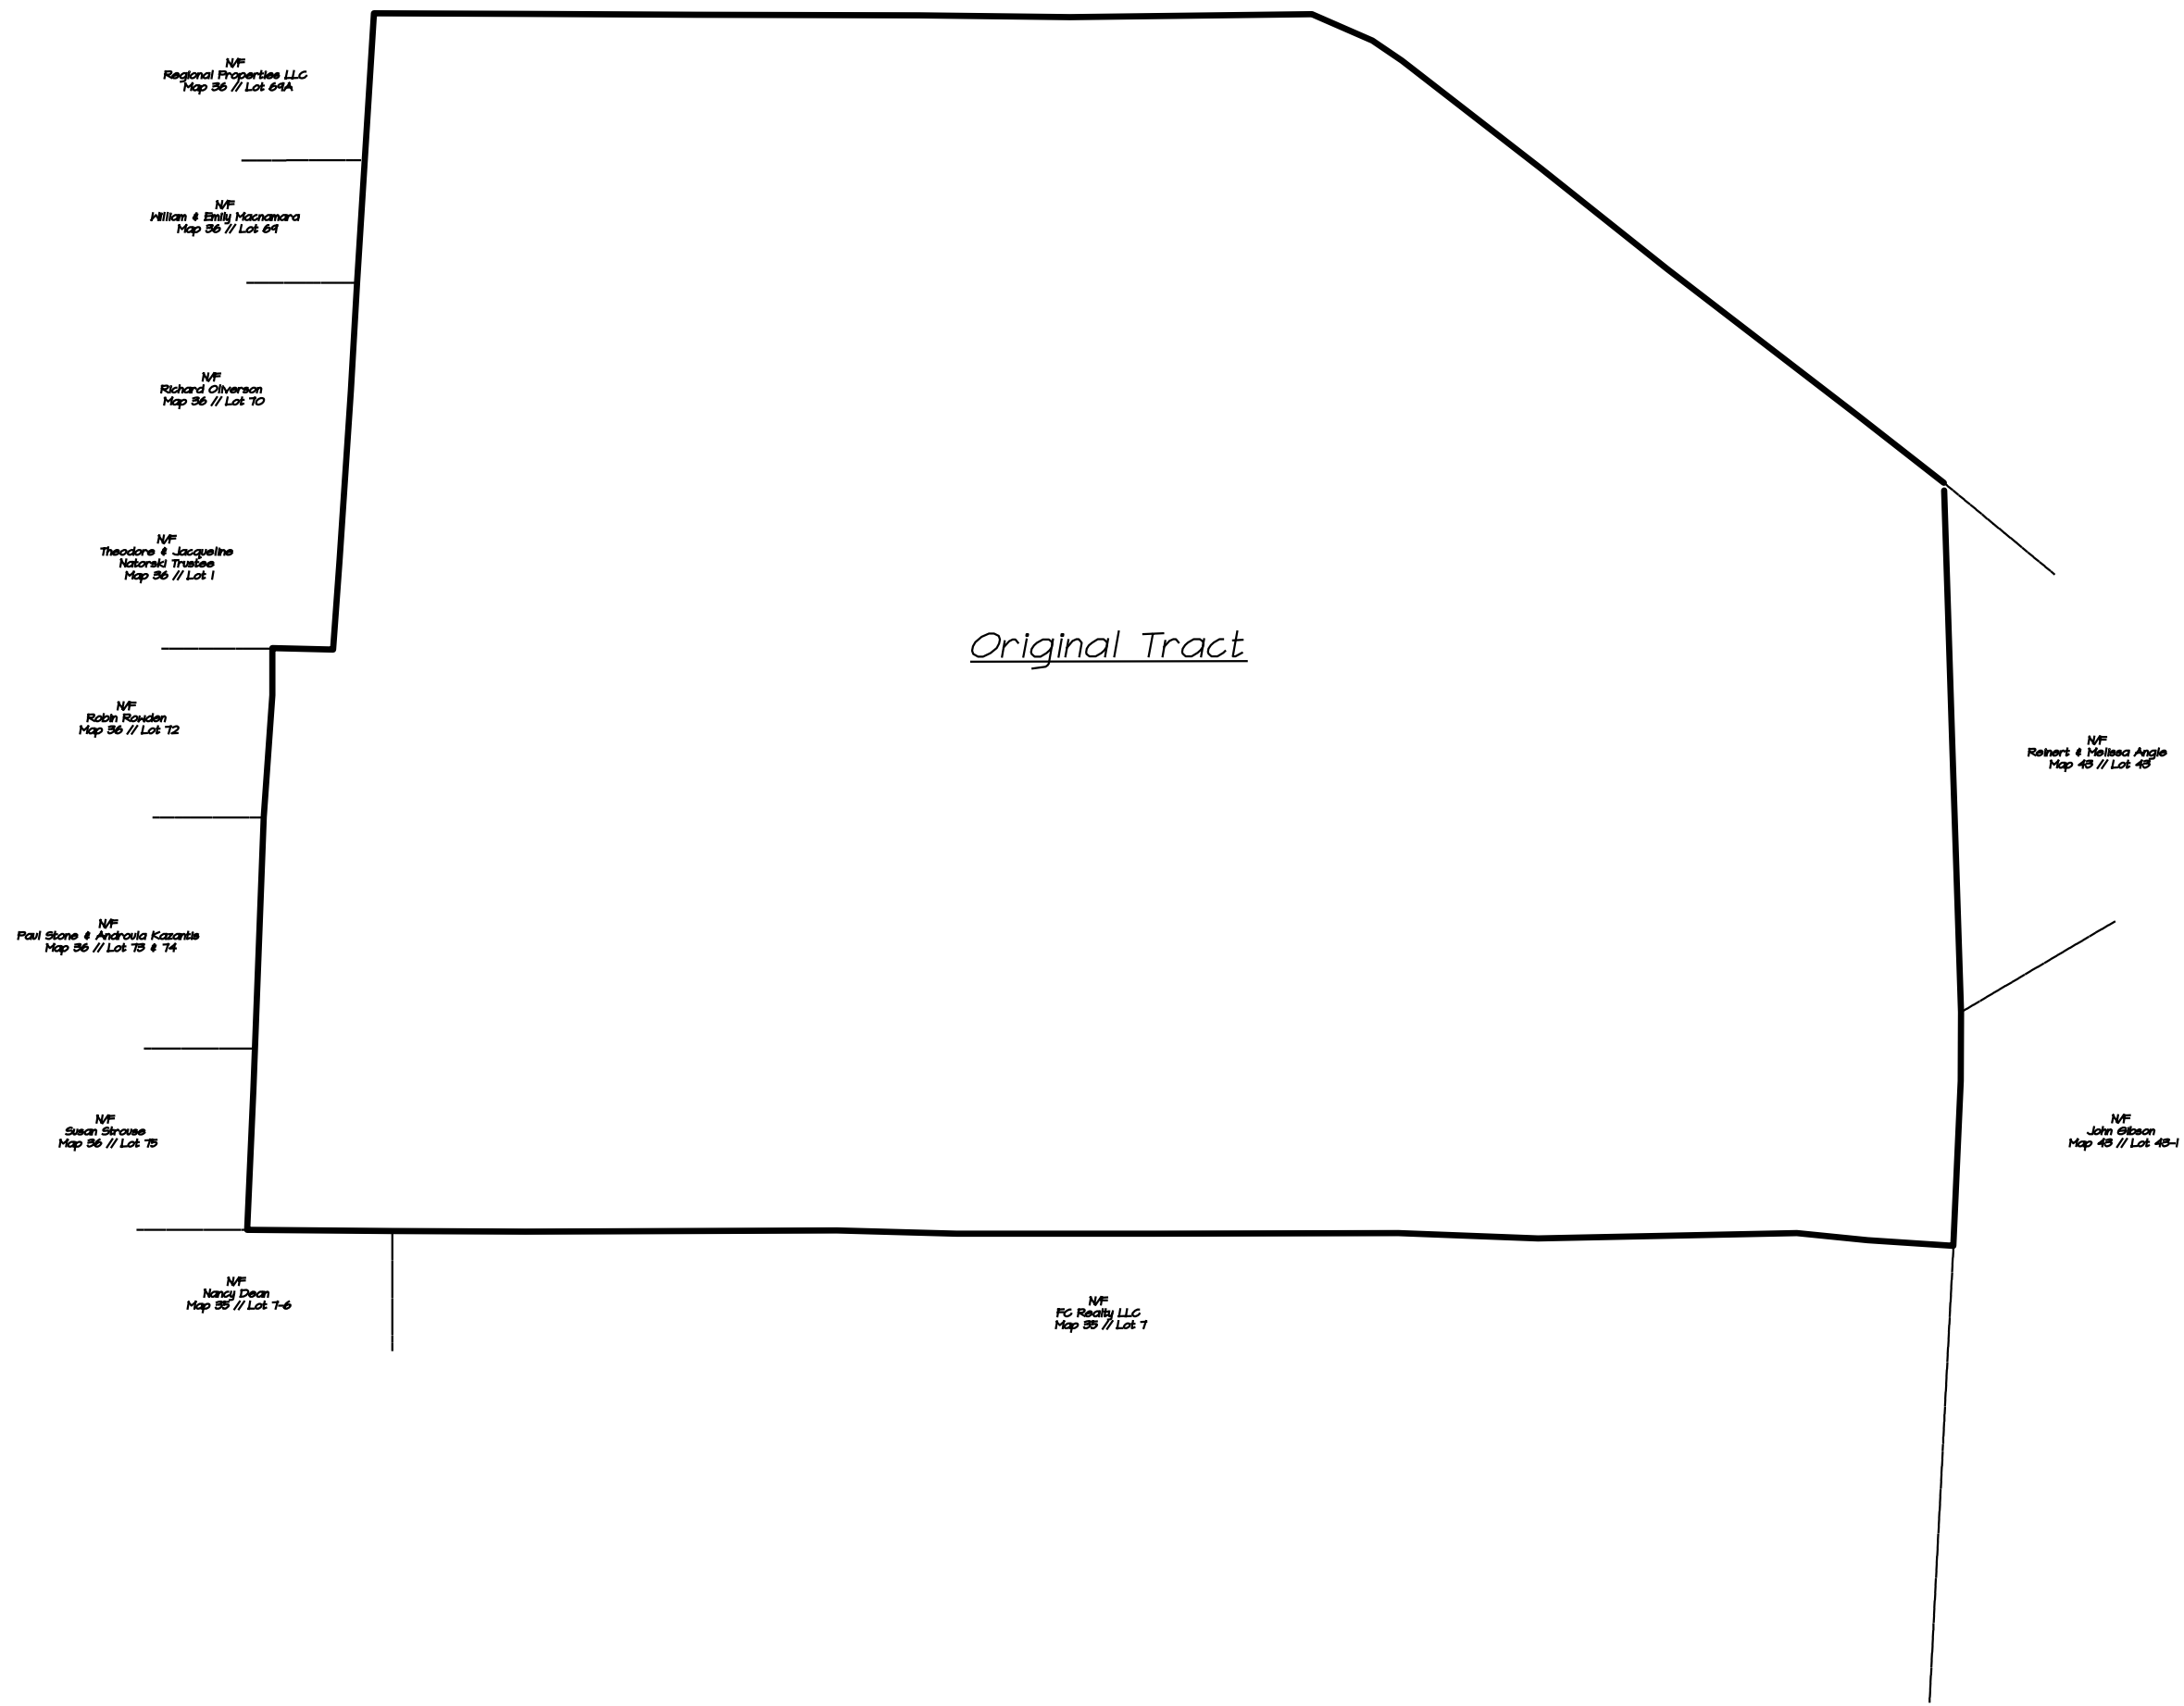 N/F
Regional Properties LLC
Map 36 // Lot 69A
N/F
William & Emily Macnamara
Map 36 // Lot 69
N/F
Richard Oliverson
Map 36 // Lot 70
N/F
Theodore & Jacqueline
Natorski Trustee
Map 36 // Lot 1
Original Tract
N/F
Robin Rowden
Map 36 // Lot 72
N/F
Reinert & Melissa Angle
Map 43 // Lot 43
N/F
Paul Stone & Androula Kazantis
Map 36 // Lot 73 & 74
N/F
Susan Strouse
Map 36 // Lot 75
N/F
John Gibson
Map 43 // Lot 43-1
N/F
Nancy Dean
Map 35 // Lot 7-6
N/F
FC Realty LLC
Map 35 // Lot 7